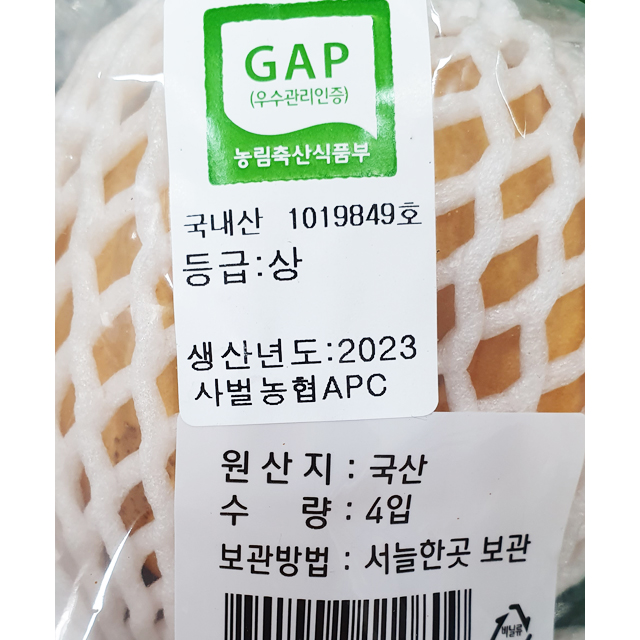 GAP
(우수관리인증)
농림축산식품부
국내산 1019849호
등급:상
생산년도:2023
사벌농협APC
원산지 : 국산
수 량 : 4입
보관방법 : 서늘한곳 보관
비닐류